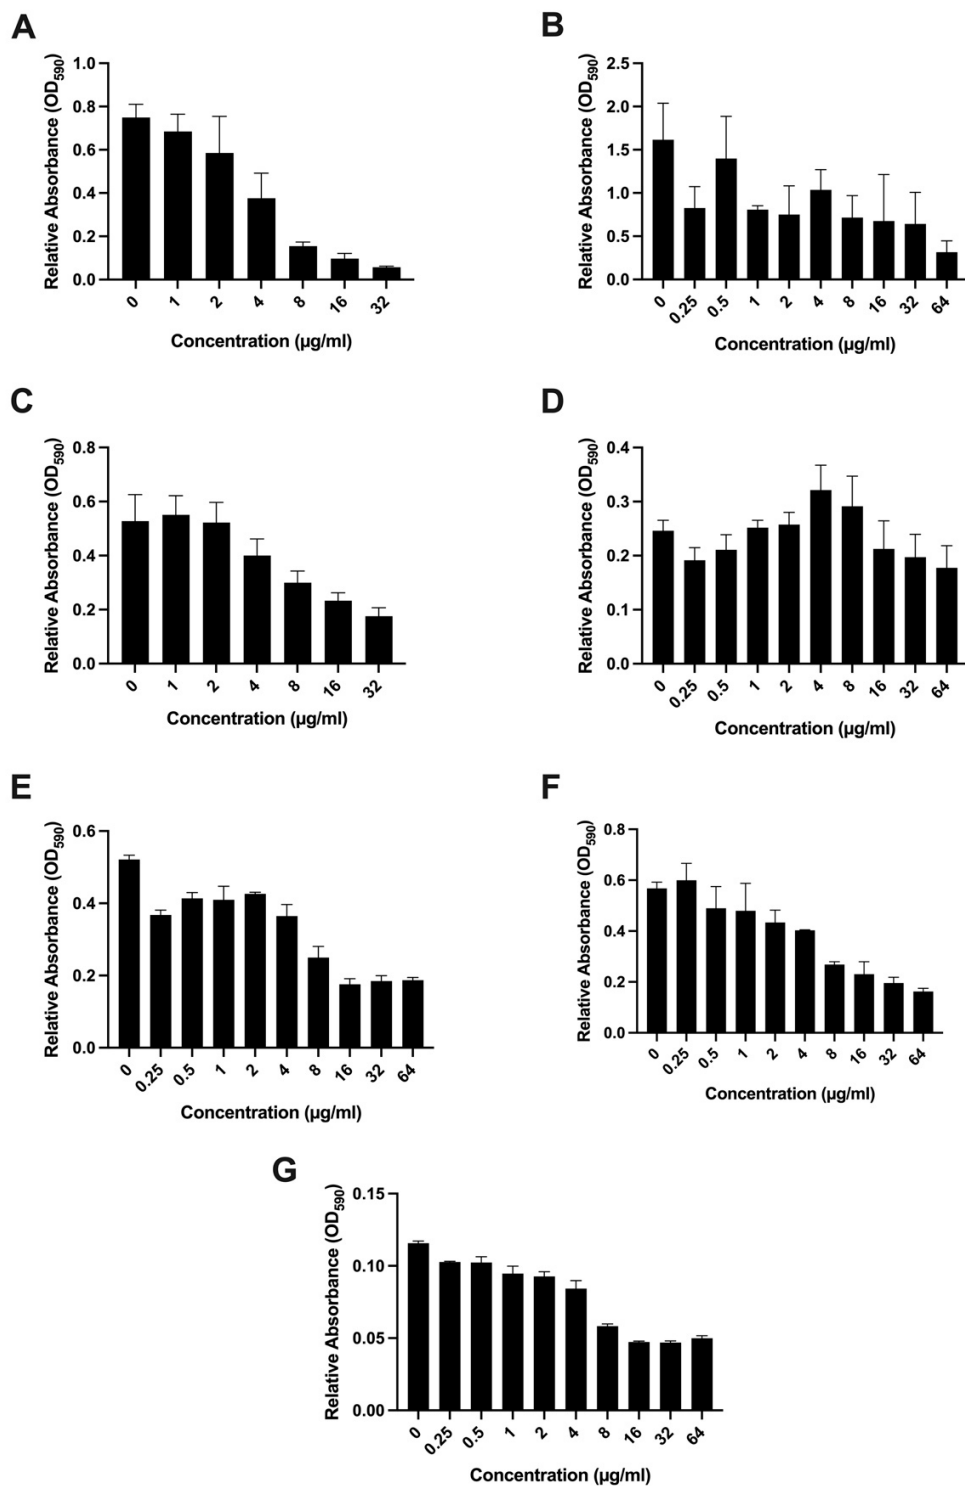 A
Relative Absorbance (OD590)
1.0
0.8
0.6
0.4
0.2
0.0
0 1 2 4 8 16 32
Concentration (µg/ml)
B
Relative Absorbance (OD590)
2.5
2.0
1.5
1.0
0.5
0.0
0 0.25 0.5 1 2 4 8 16 32 64
Concentration (µg/ml)
C
Relative Absorbance (OD590)
0.8
0.6
0.4
0.2
0.0
0 1 2 4 8 16 32
Concentration (µg/ml)
D
Relative Absorbance (OD590)
0.4
0.3
0.2
0.1
0.0
0 0.25 0.5 1 2 4 8 16 32 64
Concentration (µg/ml)
E
Relative Absorbance (OD590)
0.6
0.4
0.2
0.0
0 0.25 0.5 1 2 4 8 16 32 64
Concentration (µg/ml)
F
Relative Absorbance (OD590)
0.8
0.6
0.4
0.2
0.0
0 0.25 0.5 1 2 4 8 16 32 64
Concentration (µg/ml)
G
Relative Absorbance (OD590)
0.15
0.10
0.05
0.00
0 0.25 0.5 1 2 4 8 16 32 64
Concentration (µg/ml)